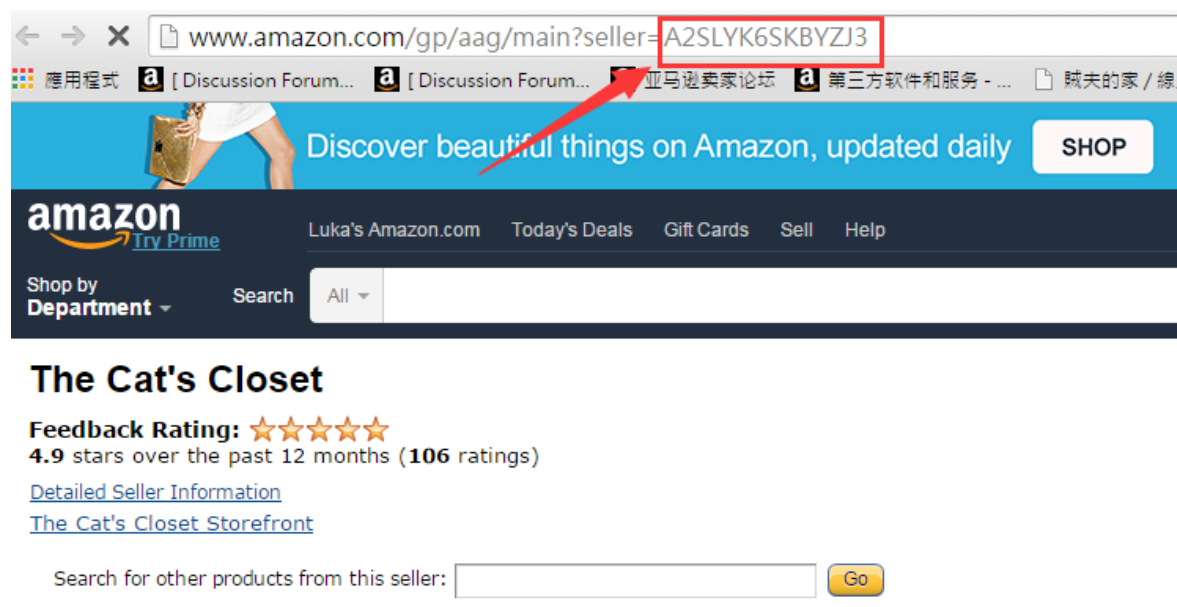 www.amazon.com/gp/aag/main?seller=A2SLYK6SKBYZJ3
應用程式 [ Discussion Forum... [ Discussion Forum... 亚马逊卖家论坛 第三方软件和服务 - ... 賊夫的家 / 線
Discover beautiful things on Amazon, updated daily SHOP
amazon
Try Prime
Luka's Amazon.com Today's Deals Gift Cards Sell Help
Shop by
Department
Search All
The Cat's Closet
Feedback Rating:
4.9 stars over the past 12 months (106 ratings)
Detailed Seller Information
The Cat's Closet Storefront
Search for other products from this seller: Go